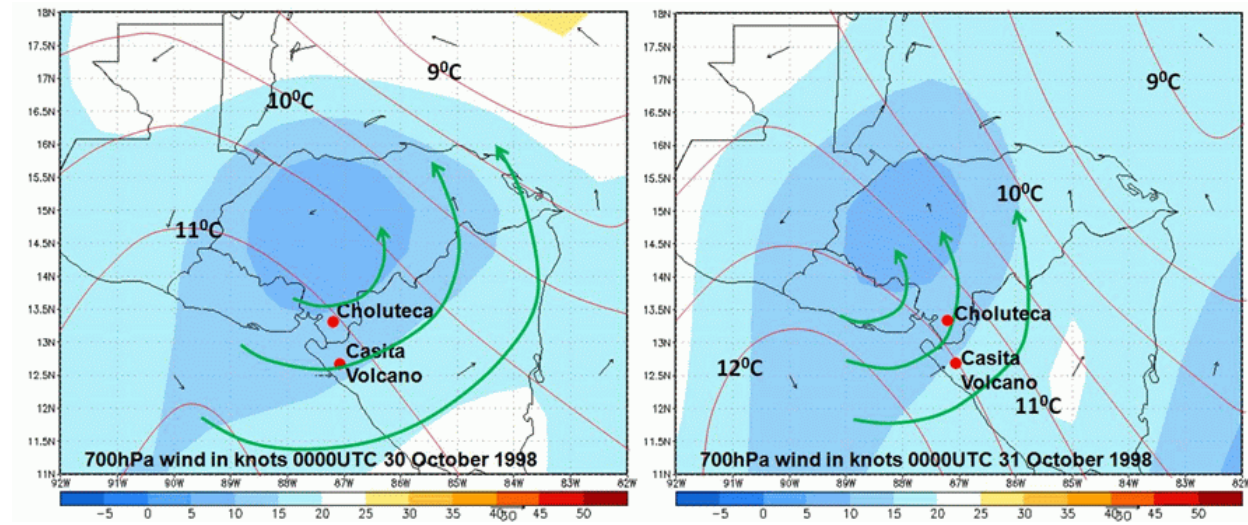 18N
17.5N
17N
16.5N
16N
15.5N
15N
14.5N
14N
13.5N
13N
12.5N
12N
11.5N
11N
9⁰C
10⁰C
11⁰C
Choluteca
Casita
Volcano
700hPa wind in knots 0000UTC 30 October 1998
92W 91W 90W 89W 88W 87W 86W 85W 84W 83W 82W
-5 0 5 10 15 20 25 30 35 40 45 50
50
18N
17.5N
17N
16.5N
16N
15.5N
15N
14.5N
14N
13.5N
13N
12.5N
12N
11.5N
11N
9⁰C
10⁰C
Choluteca
Casita
Volcano
12⁰C
11⁰C
700hPa wind in knots 0000UTC 31 October 1998
92W 91W 90W 89W 88W 87W 86W 85W 84W 83W 82W
-5 0 5 10 15 20 25 30 35 40 45 50
50